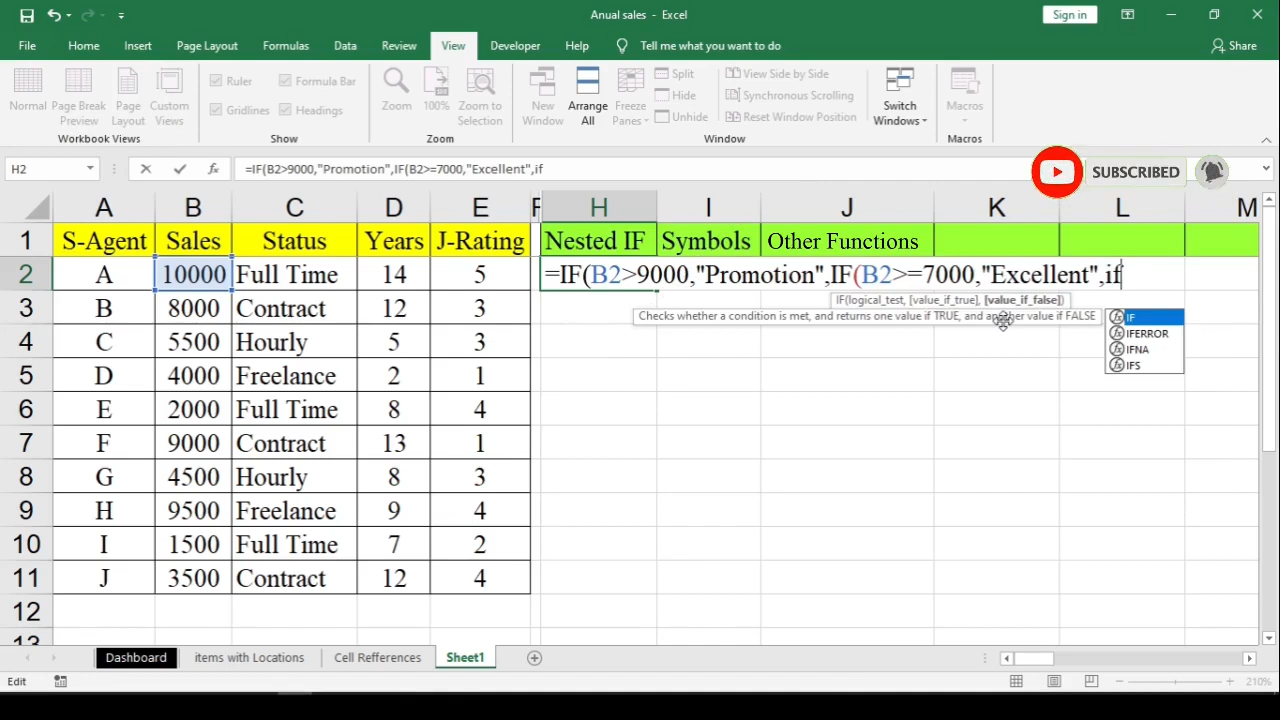 Anual sales - Excel
Sign in
File Home Insert Page Layout Formulas Data Review View Developer Help Tell me what you want to do Share
Normal Page Break Preview Page Layout Custom Views
Workbook Views
Ruler Formula Bar
Gridlines Headings
Show
Zoom 100% Zoom to Selection
Zoom
New Window Arrange All Freeze Panes
Split
Hide
Unhide
View Side by Side
Synchronous Scrolling
Reset Window Position
Window
Switch Windows
Macros
Macros
H2 fx =IF(B2>9000,"Promotion",IF(B2>=7000,"Excellent",if
SUBSCRIBED
A B C D E F H I J K L M
1 S-Agent Sales Status Years J-Rating Nested IF Symbols Other Functions
2 A 10000 Full Time 14 5 =IF(B2>9000,"Promotion",IF(B2>=7000,"Excellent",if
IF(logical_test, [value_if_true], [value_if_false])
Checks whether a condition is met, and returns one value if TRUE, and another value if FALSE
IF
IFERROR
IFNA
IFS
3 B 8000 Contract 12 3
4 C 5500 Hourly 5 3
5 D 4000 Freelance 2 1
6 E 2000 Full Time 8 4
7 F 9000 Contract 13 1
8 G 4500 Hourly 8 3
9 H 9500 Freelance 9 4
10 I 1500 Full Time 7 2
11 J 3500 Contract 12 4
12
13
Dashboard items with Locations Cell Refferences Sheet1
Edit 210%